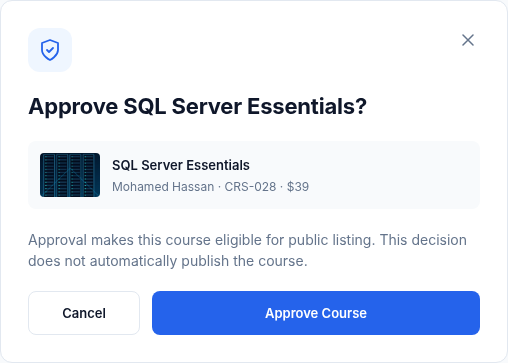 Approve SQL Server Essentials?
SQL Server Essentials
Mohamed Hassan · CRS-028 · $39
Approval makes this course eligible for public listing. This decision
does not automatically publish the course.
Cancel
Approve Course